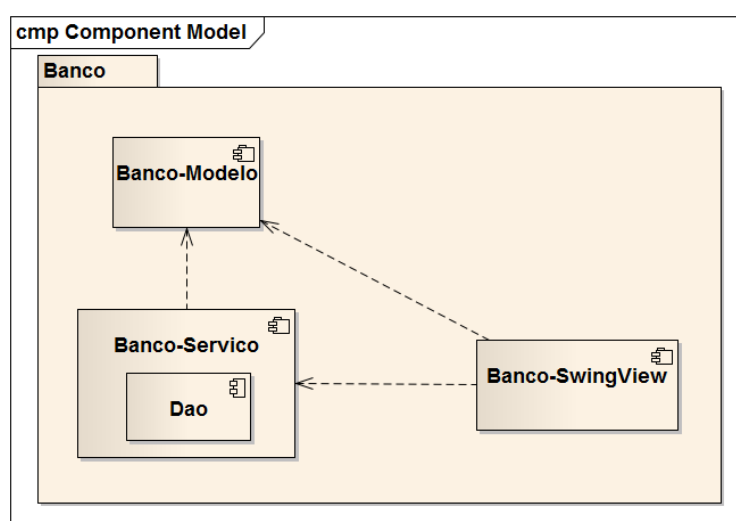 cmp Component Model
Banco
Banco-Modelo
Banco-Servico
Dao
Banco-SwingView